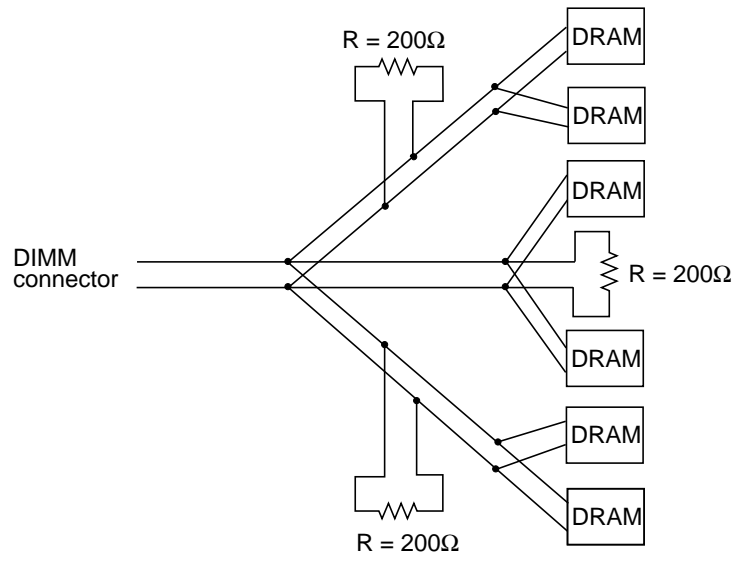 DRAM
R = 200Ω
DRAM
DRAM
DIMM
connector
R = 200Ω
DRAM
DRAM
DRAM
R = 200Ω